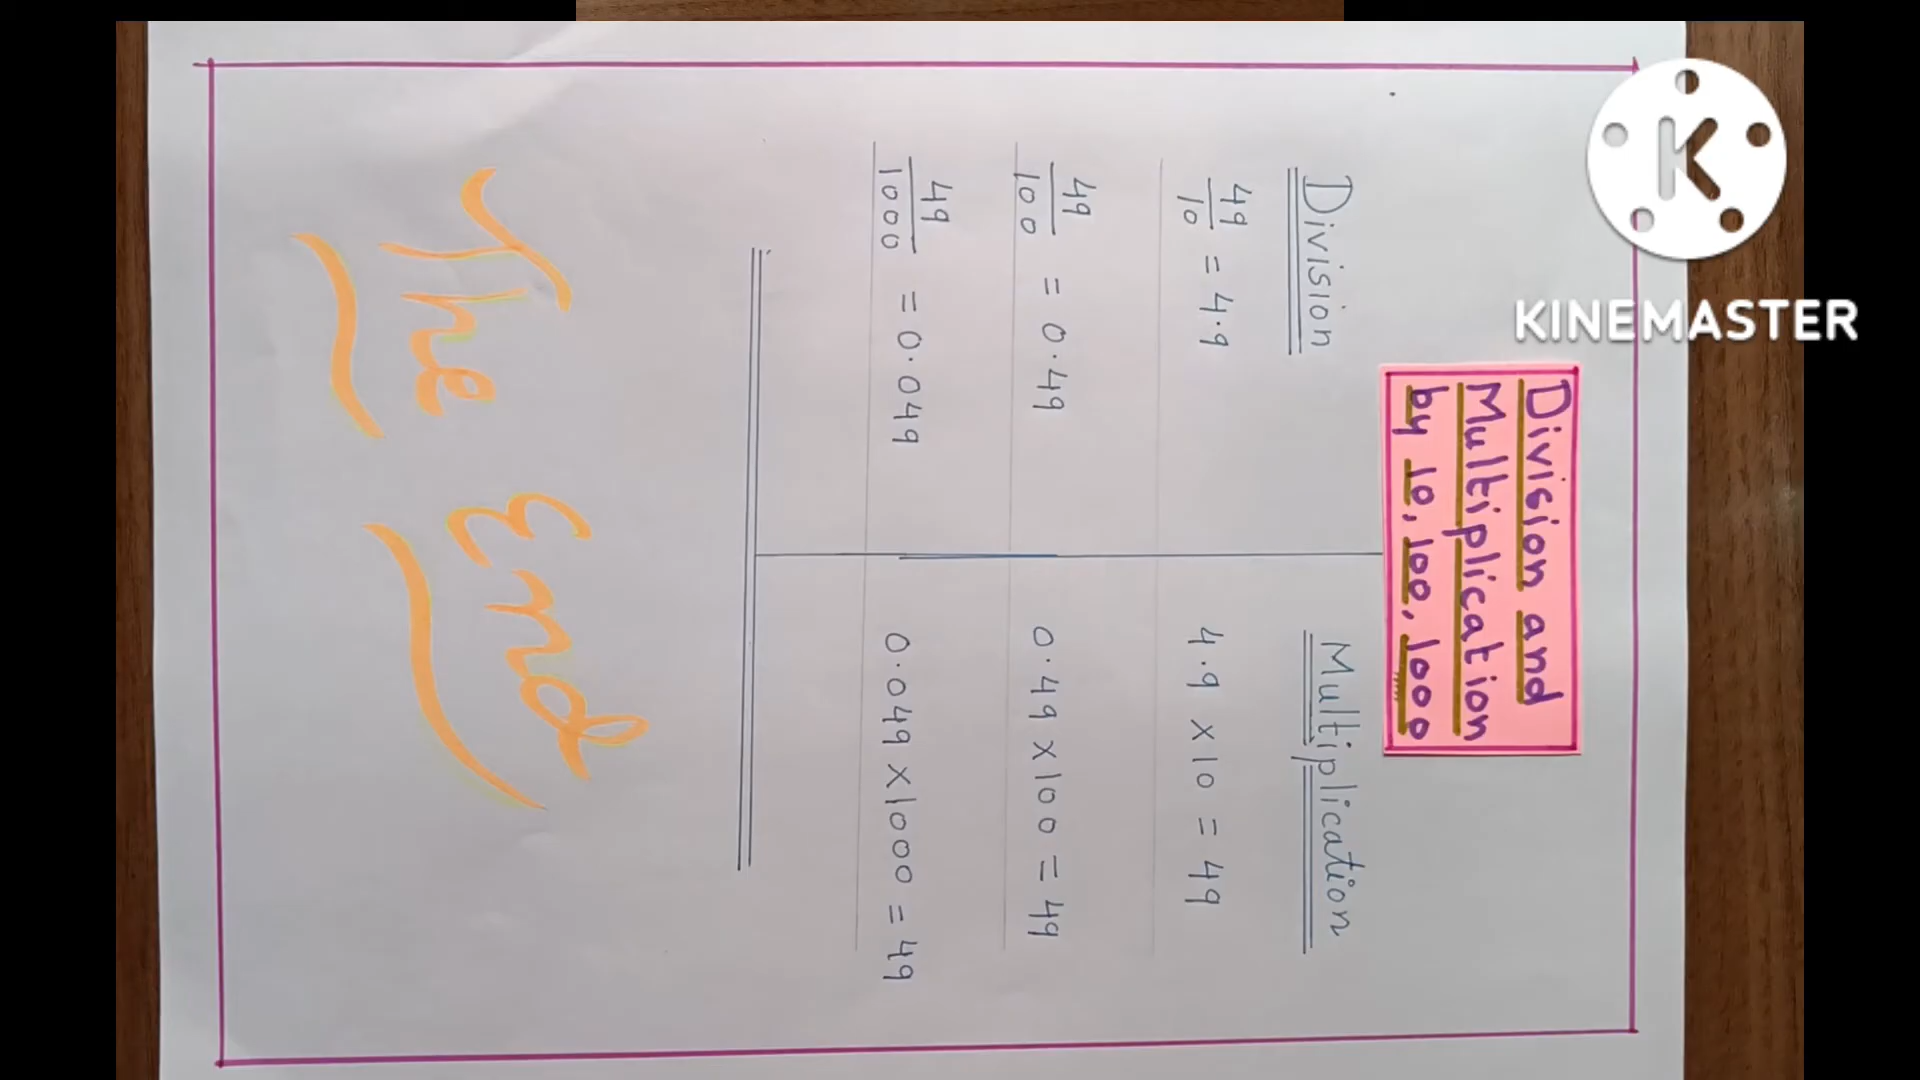 KINEMASTER
Division and
Multiplication
by 10, 100, 1000
Division
Multiplication
49/10 = 4.9
4.9 x 10 = 49
49/100 = 0.49
0.49 x 100 = 49
49/1000 = 0.049
0.049 x 1000 = 49
The End